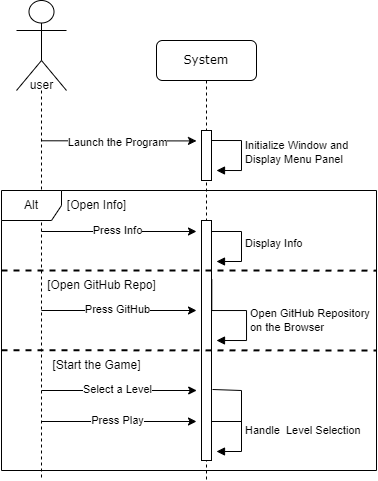 user
System
Launch the Program
Initialize Window and
Display Menu Panel
Alt
[Open Info]
Press Info
Display Info
[Open GitHub Repo]
Press GitHub
Open GitHub Repository
on the Browser
[Start the Game]
Select a Level
Press Play
Handle Level Selection